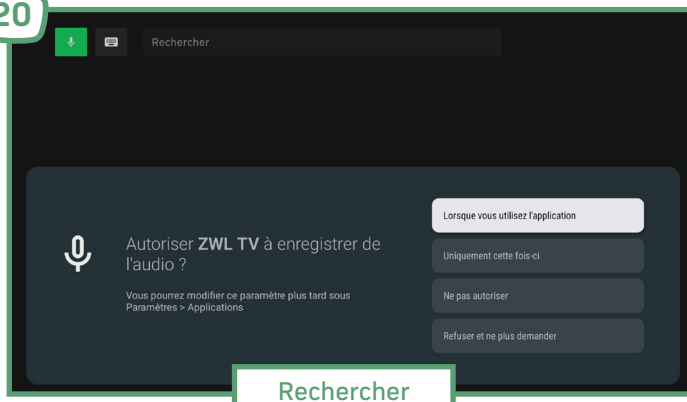 20
Rechercher
Autoriser ZWL TV à enregistrer de
l'audio ?
Vous pourrez modifier ce paramètre plus tard sous
Paramètres > Applications
Lorsque vous utilisez l'application
Uniquement cette fois-ci
Ne pas autoriser
Refuser et ne plus demander
Rechercher